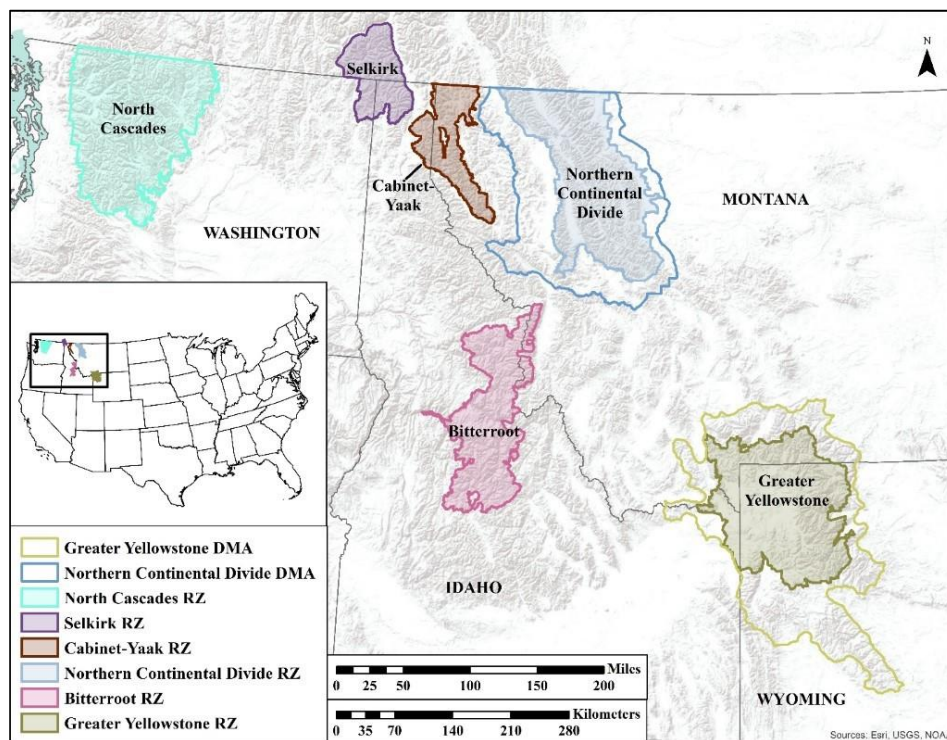 N
Selkirk
North
Cascades
Cabinet-
Yaak
Northern
Continental
Divide
MONTANA
WASHINGTON
Bitterroot
Greater
Yellowstone
IDAHO
WYOMING
Greater Yellowstone DMA
Northern Continental Divide DMA
North Cascades RZ
Selkirk RZ
Cabinet-Yaak RZ
Northern Continental Divide RZ
Bitterroot RZ
Greater Yellowstone RZ
Miles
0 25 50 100 150 200
Kilometers
0 35 70 140 210 280
Sources: Esri, USGS, NOA